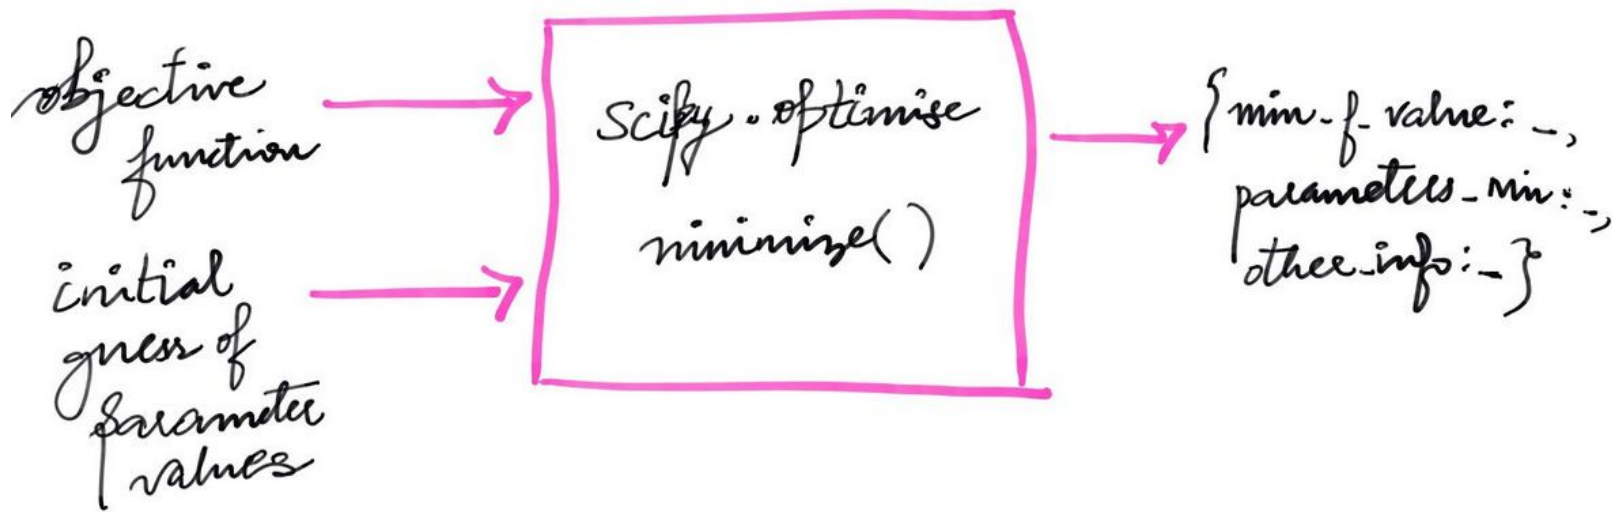 objective
function
initial
guess of
parameter
values
scipy.optimise
minimize()
{min_f_value: _,
parameters_min: _,
other_info: _}